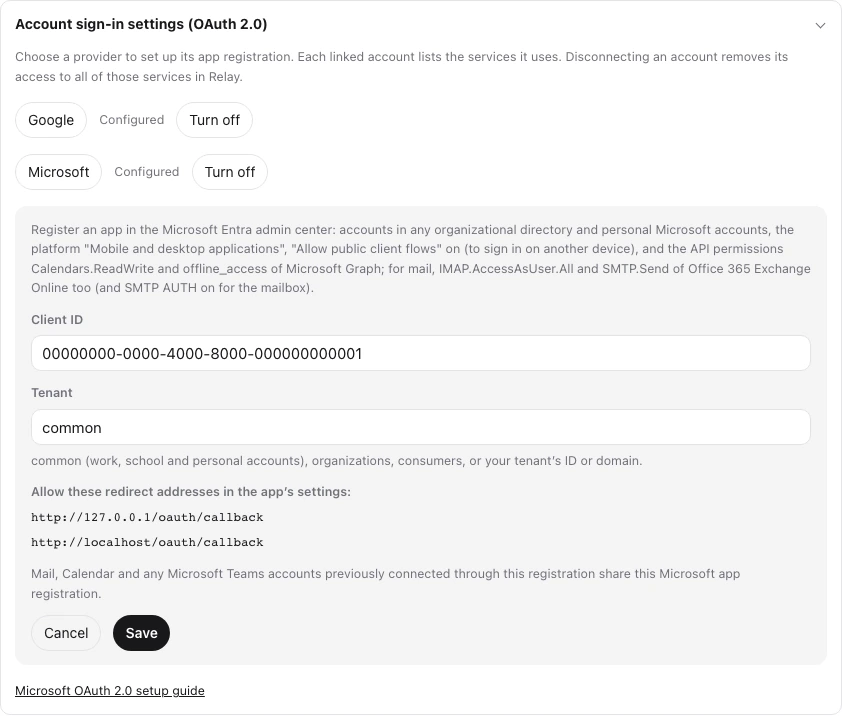 Account sign-in settings (OAuth 2.0)
Choose a provider to set up its app registration. Each linked account lists the services it uses. Disconnecting an account removes its
access to all of those services in Relay.
Google Configured Turn off
Microsoft Configured Turn off
Register an app in the Microsoft Entra admin center: accounts in any organizational directory and personal Microsoft accounts, the
platform "Mobile and desktop applications", "Allow public client flows" on (to sign in on another device), and the API permissions
Calendars.ReadWrite and offline_access of Microsoft Graph; for mail, IMAP.AccessAsUser.All and SMTP.Send of Office 365 Exchange
Online too (and SMTP AUTH on for the mailbox).
Client ID
00000000-0000-4000-8000-000000000001
Tenant
common
common (work, school and personal accounts), organizations, consumers, or your tenant's ID or domain.
Allow these redirect addresses in the app's settings:
http://127.0.0.1/oauth/callback
http://localhost/oauth/callback
Mail, Calendar and any Microsoft Teams accounts previously connected through this registration share this Microsoft app
registration.
Cancel Save
Microsoft OAuth 2.0 setup guide